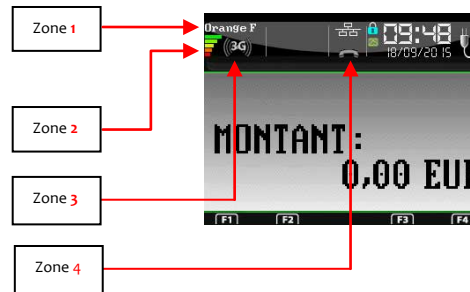 Zone 1
Orange F
(3G)
09:48
18/09/2015
Zone 2
MONTANT:
0,00 EUR
Zone 3
F1 F2 F3 F4
Zone 4